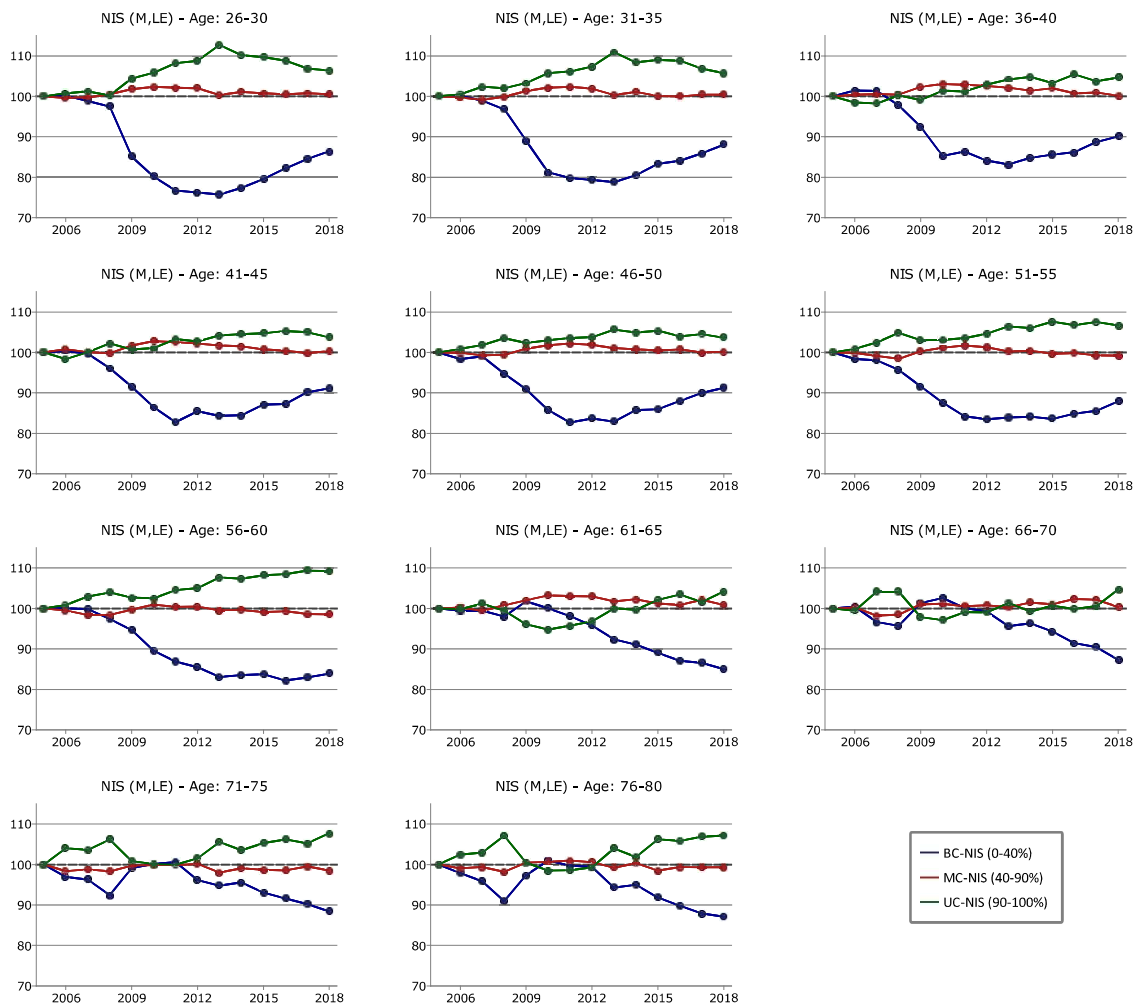 NIS (M,LE) - Age: 26-30
NIS (M,LE) - Age: 31-35
NIS (M,LE) - Age: 36-40
110
100
90
80
70
2006 2009 2012 2015 2018
110
100
90
80
70
2006 2009 2012 2015 2018
110
100
90
80
70
2006 2009 2012 2015 2018
NIS (M,LE) - Age: 41-45
NIS (M,LE) - Age: 46-50
NIS (M,LE) - Age: 51-55
110
100
90
80
70
2006 2009 2012 2015 2018
110
100
90
80
70
2006 2009 2012 2015 2018
110
100
90
80
70
2006 2009 2012 2015 2018
NIS (M,LE) - Age: 56-60
NIS (M,LE) - Age: 61-65
NIS (M,LE) - Age: 66-70
110
100
90
80
70
2006 2009 2012 2015 2018
110
100
90
80
70
2006 2009 2012 2015 2018
110
100
90
80
70
2006 2009 2012 2015 2018
NIS (M,LE) - Age: 71-75
NIS (M,LE) - Age: 76-80
110
100
90
80
70
2006 2009 2012 2015 2018
110
100
90
80
70
2006 2009 2012 2015 2018
BC-NIS (0-40%)
MC-NIS (40-90%)
UC-NIS (90-100%)